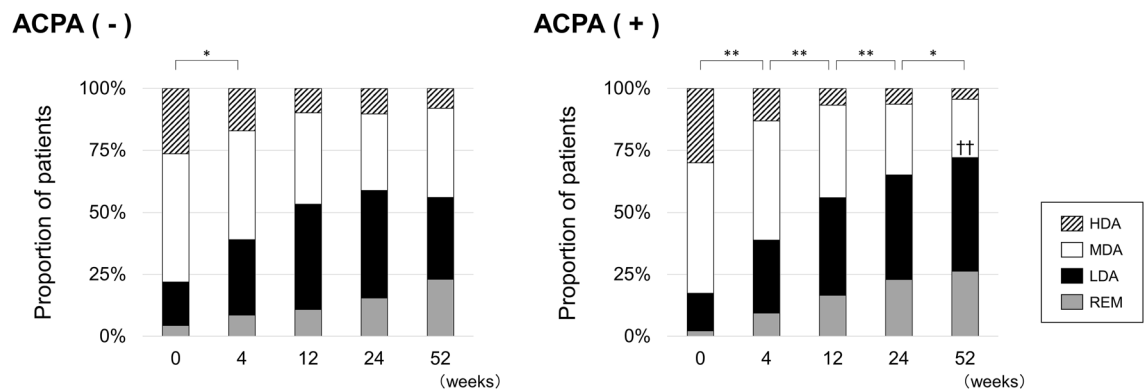 ACPA ( - )
*
100%
75%
50%
25%
0%
Proportion of patients
0 4 12 24 52
（weeks）
ACPA ( + )
** ** ** *
100%
75%
50%
25%
0%
Proportion of patients
††
0 4 12 24 52
（weeks）
HDA
MDA
LDA
REM